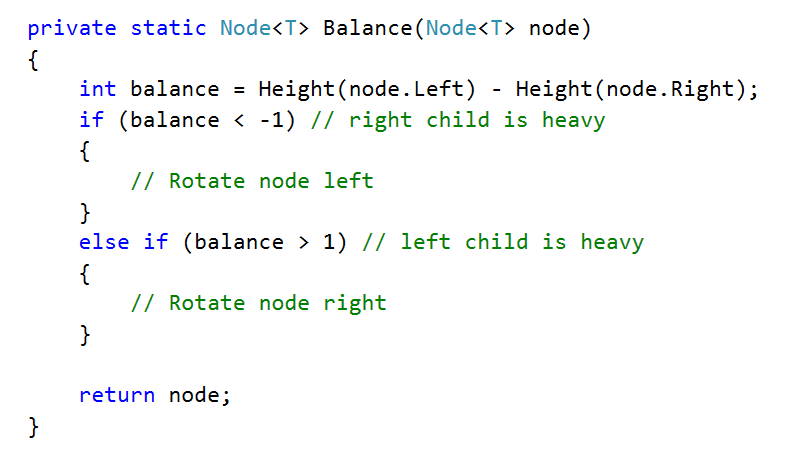 private static Node<T> Balance(Node<T> node)
{
    int balance = Height(node.Left) - Height(node.Right);
    if (balance < -1) // right child is heavy
    {
        // Rotate node left
    }
    else if (balance > 1) // left child is heavy
    {
        // Rotate node right
    }

    return node;
}